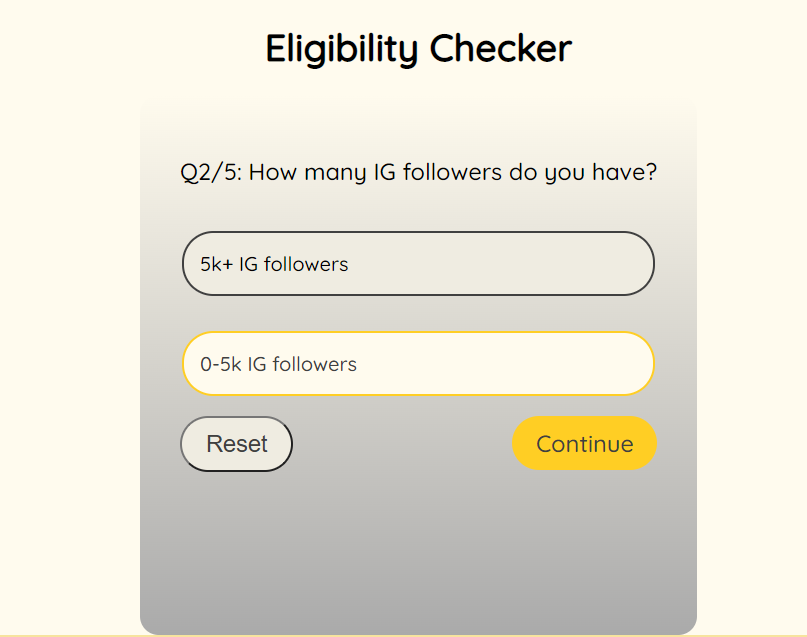 Eligibility Checker
Q2/5: How many IG followers do you have?
5k+ IG followers
0-5k IG followers
Reset
Continue